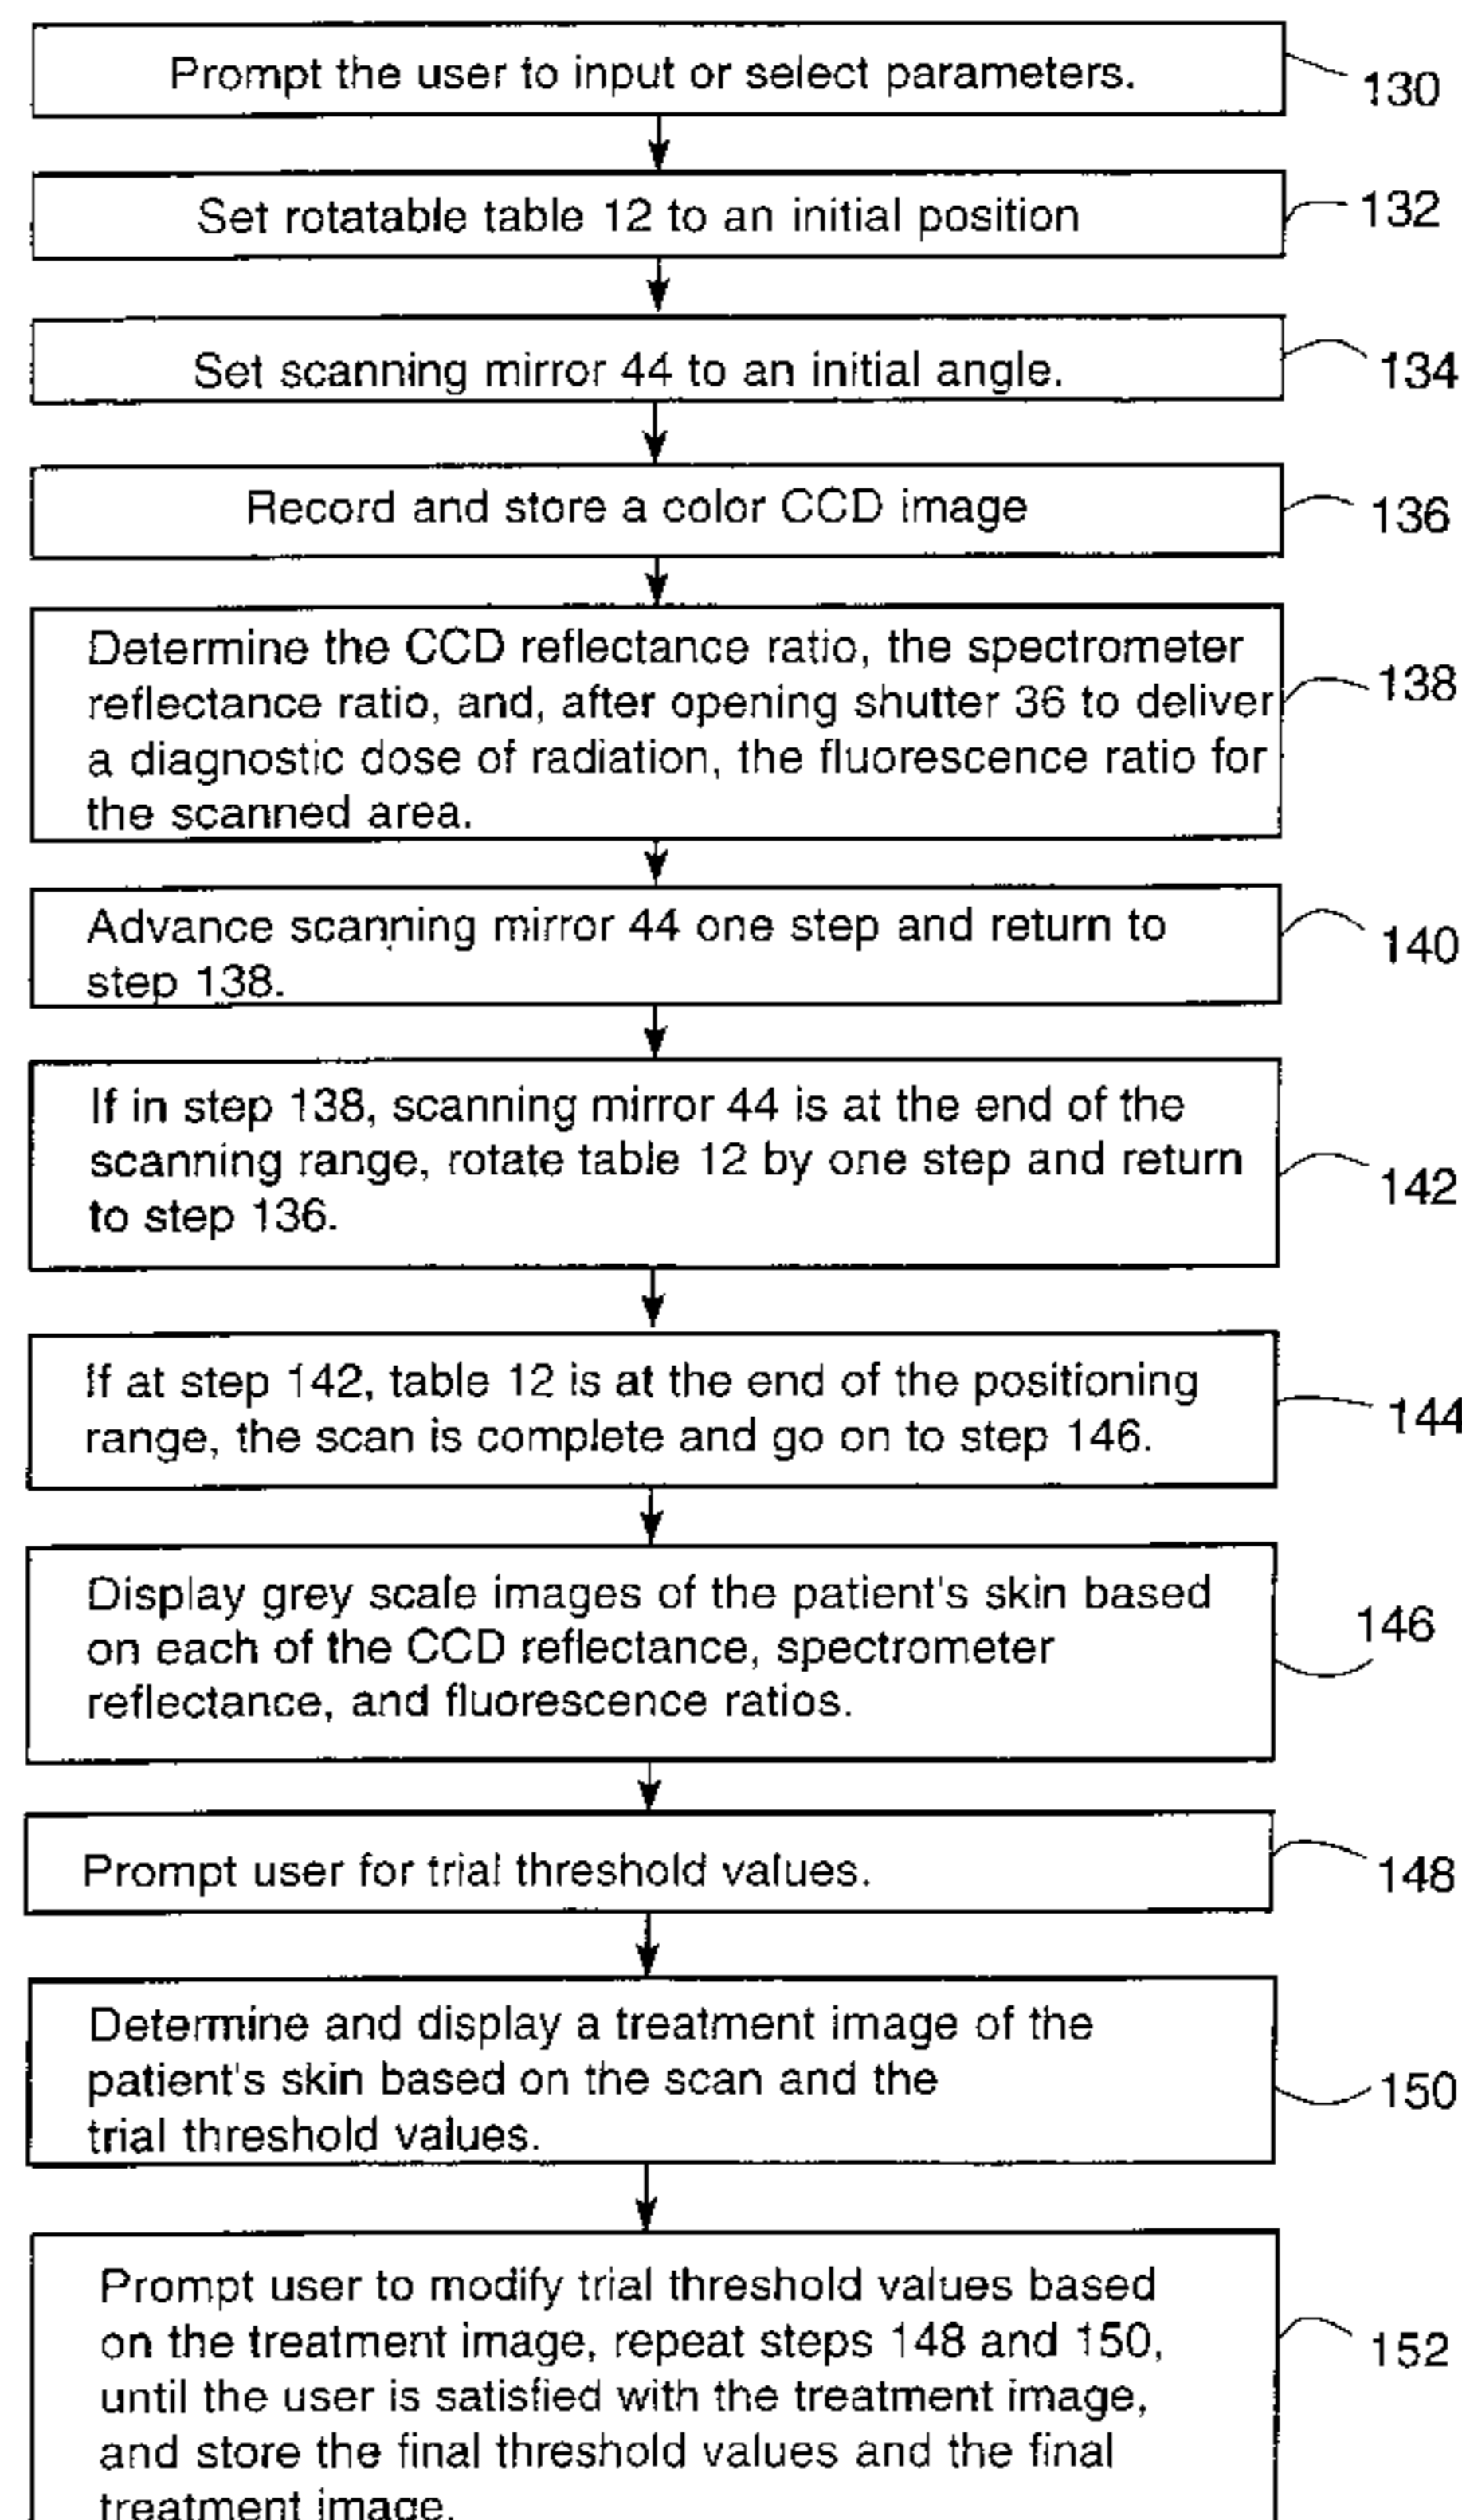 Prompt the user to input or select parameters.
130
Set rotatable table 12 to an initial position
132
Set scanning mirror 44 to an initial angle.
134
Record and store a color CCD image
136
Determine the CCD reflectance ratio, the spectrometer
reflectance ratio, and, after opening shutter 36 to deliver
a diagnostic dose of radiation, the fluorescence ratio for
the scanned area.
138
Advance scanning mirror 44 one step and return to
step 138.
140
If in step 138, scanning mirror 44 is at the end of the
scanning range, rotate table 12 by one step and return
to step 136.
142
If at step 142, table 12 is at the end of the positioning
range, the scan is complete and go on to step 146.
144
Display grey scale images of the patient's skin based
on each of the CCD reflectance, spectrometer
reflectance, and fluorescence ratios.
146
Prompt user for trial threshold values.
148
Determine and display a treatment image of the
patient's skin based on the scan and the
trial threshold values.
150
Prompt user to modify trial threshold values based
on the treatment image, repeat steps 148 and 150,
until the user is satisfied with the treatment image,
and store the final threshold values and the final
treatment image.
152